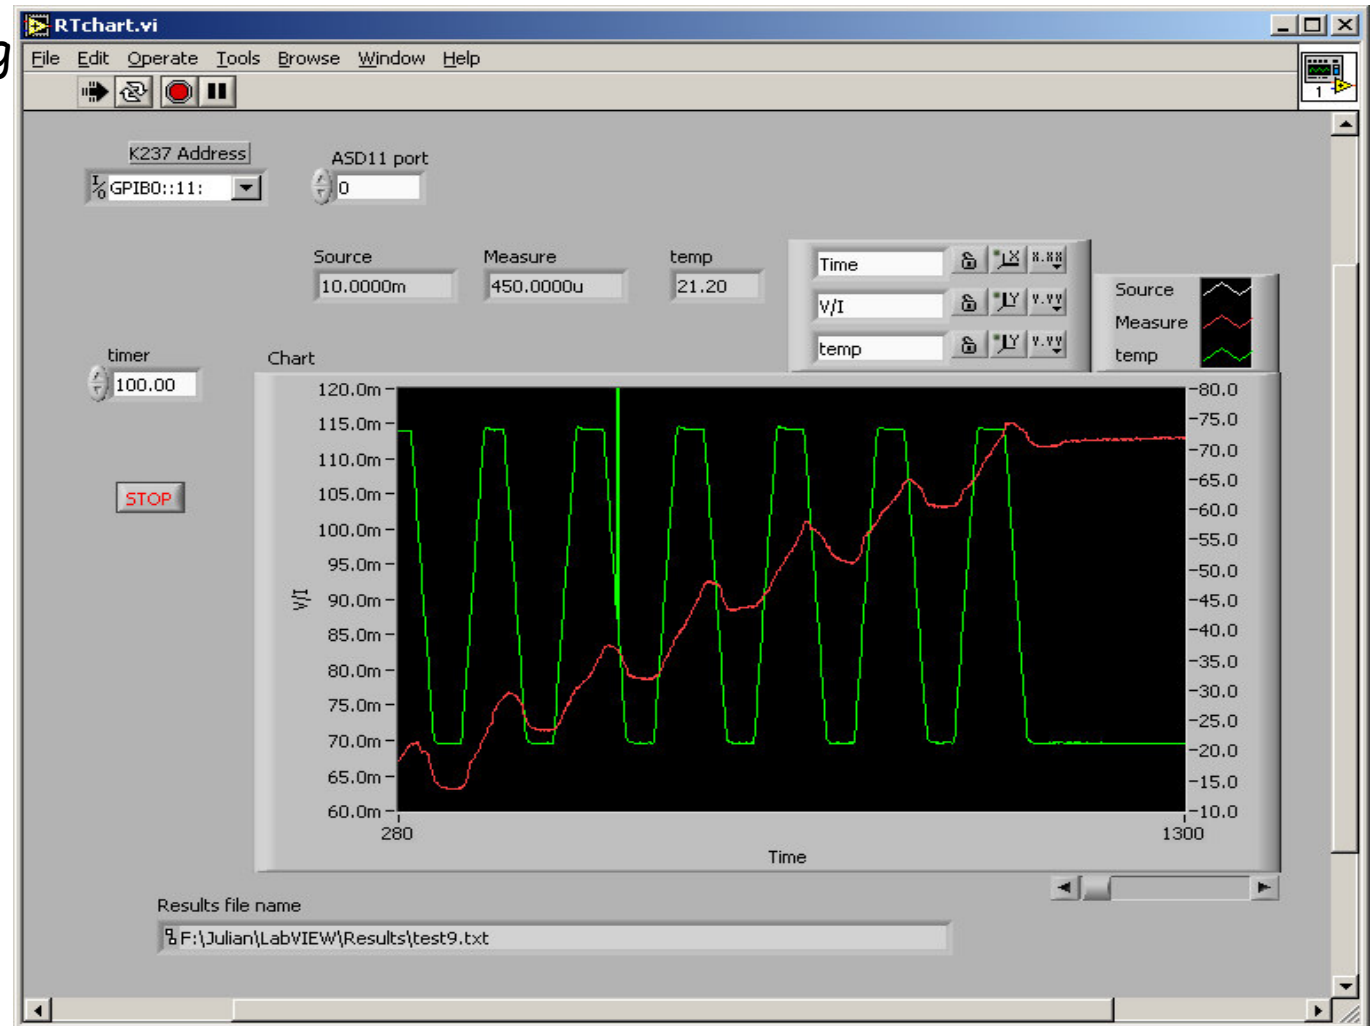 g
RTchart.vi
File Edit Operate Tools Browse Window Help
1
K237 Address
ASD11 port
GPIB0::11:
0
Source
Measure
temp
10.0000m
450.0000u
21.20
Time
X.XX
V/I
Y.YY
temp
Y.YY
Source
Measure
temp
timer
100.00
Chart
STOP
120.0m
115.0m
110.0m
105.0m
100.0m
95.0m
90.0m
85.0m
80.0m
75.0m
70.0m
65.0m
60.0m
V/I
80.0
75.0
70.0
65.0
60.0
55.0
50.0
45.0
40.0
35.0
30.0
25.0
20.0
15.0
10.0
280
1300
Time
Results file name
F:\Julian\LabVIEW\Results\test9.txt